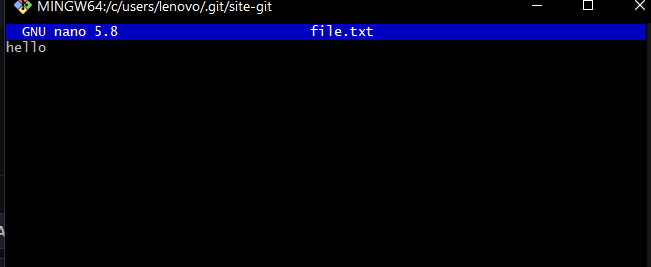 MINGW64:/c/users/lenovo/.git/site-git
GNU nano 5.8 file.txt
hello